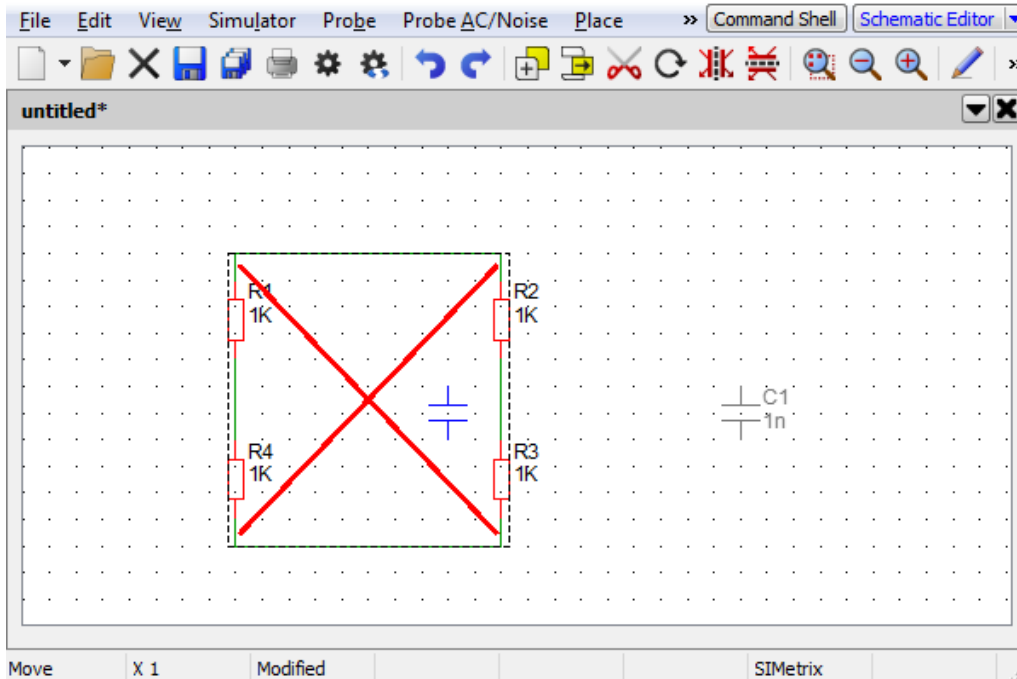 File Edit View Simulator Probe Probe AC/Noise Place » Command Shell Schematic Editor
»
untitled*
R1
1K
R2
1K
C1
1n
R4
1K
R3
1K
Move X 1 Modified SIMetrix